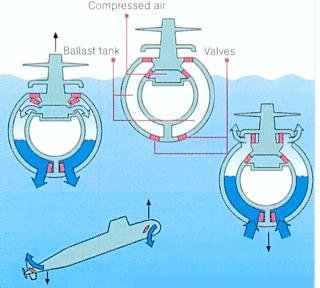 Compressed air
Ballast tank
Valves